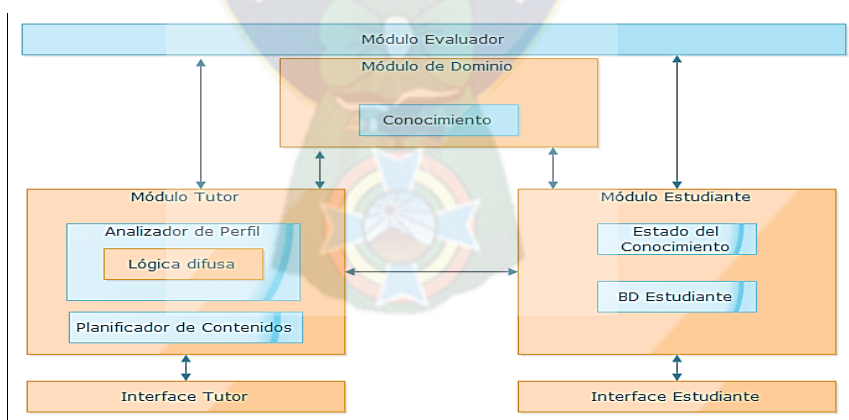 Módulo Evaluador
Módulo de Dominio
Conocimiento
Módulo Tutor
Analizador de Perfil
Lógica difusa
Planificador de Contenidos
Módulo Estudiante
Estado del
Conocimiento
BD Estudiante
Interface Tutor
Interface Estudiante